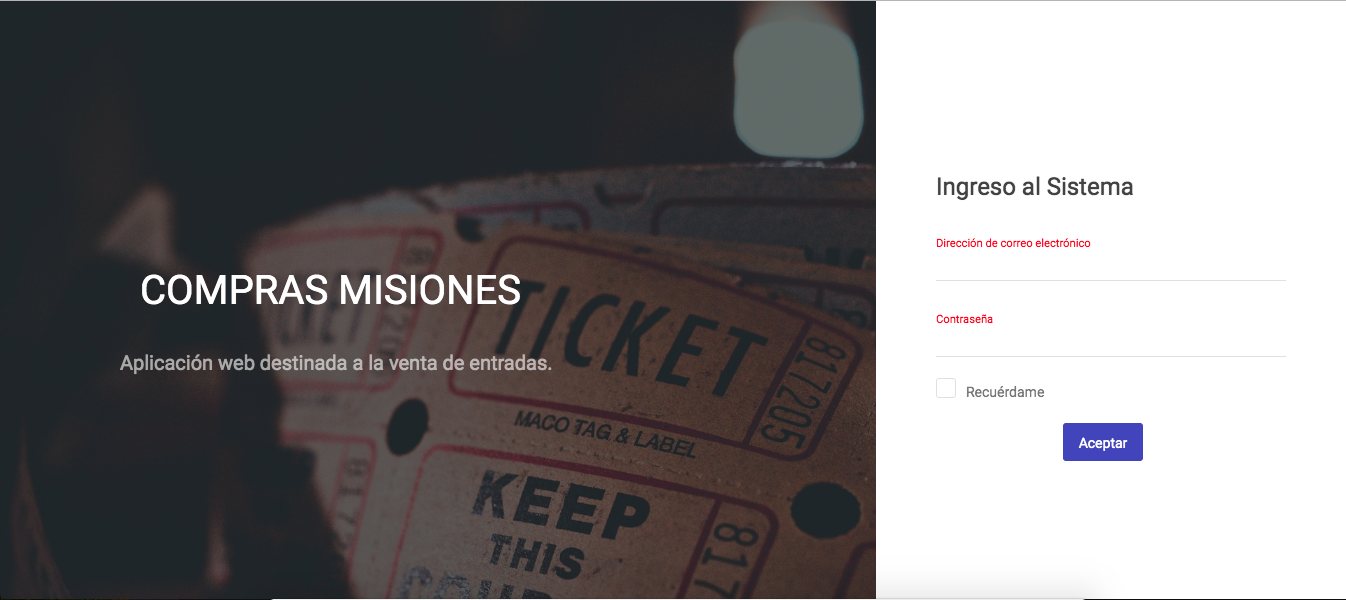 COMPRAS MISIONES
Aplicación web destinada a la venta de entradas.
TICKET
817205
MACO TAG & LABEL
KEEP
THIS
Ingreso al Sistema
Dirección de correo electrónico
Contraseña
Recuérdame
Aceptar